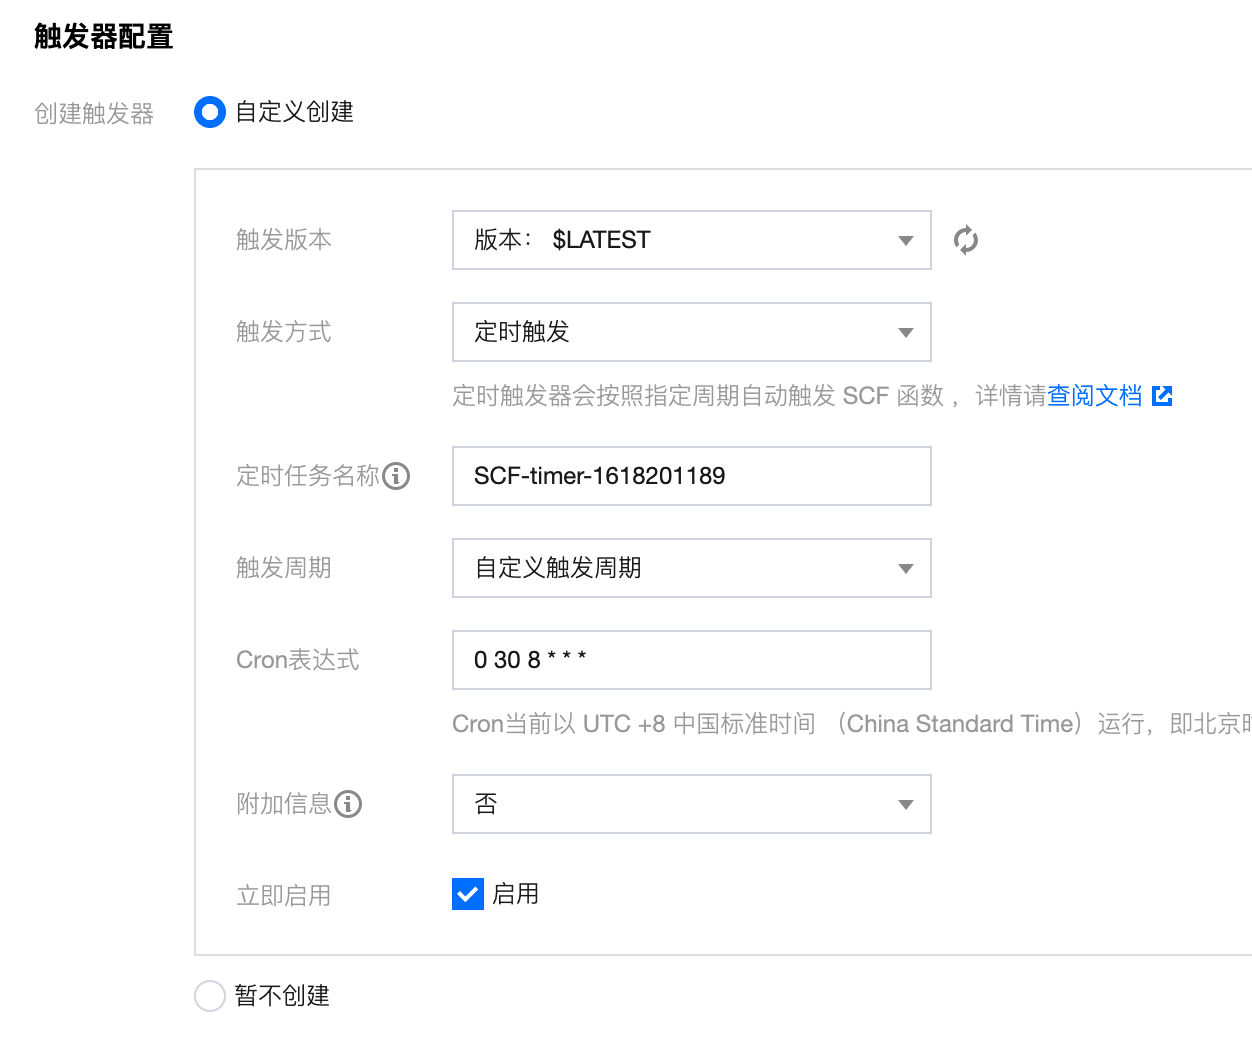 触发器配置
创建触发器 自定义创建
触发版本 版本： $LATEST
触发方式 定时触发
定时触发器会按照指定周期自动触发 SCF 函数 ，详情请查阅文档
定时任务名称 SCF-timer-1618201189
触发周期 自定义触发周期
Cron表达式 0 30 8 * * *
Cron当前以 UTC +8 中国标准时间 （China Standard Time）运行，即北京时
附加信息 否
立即启用 启用
暂不创建